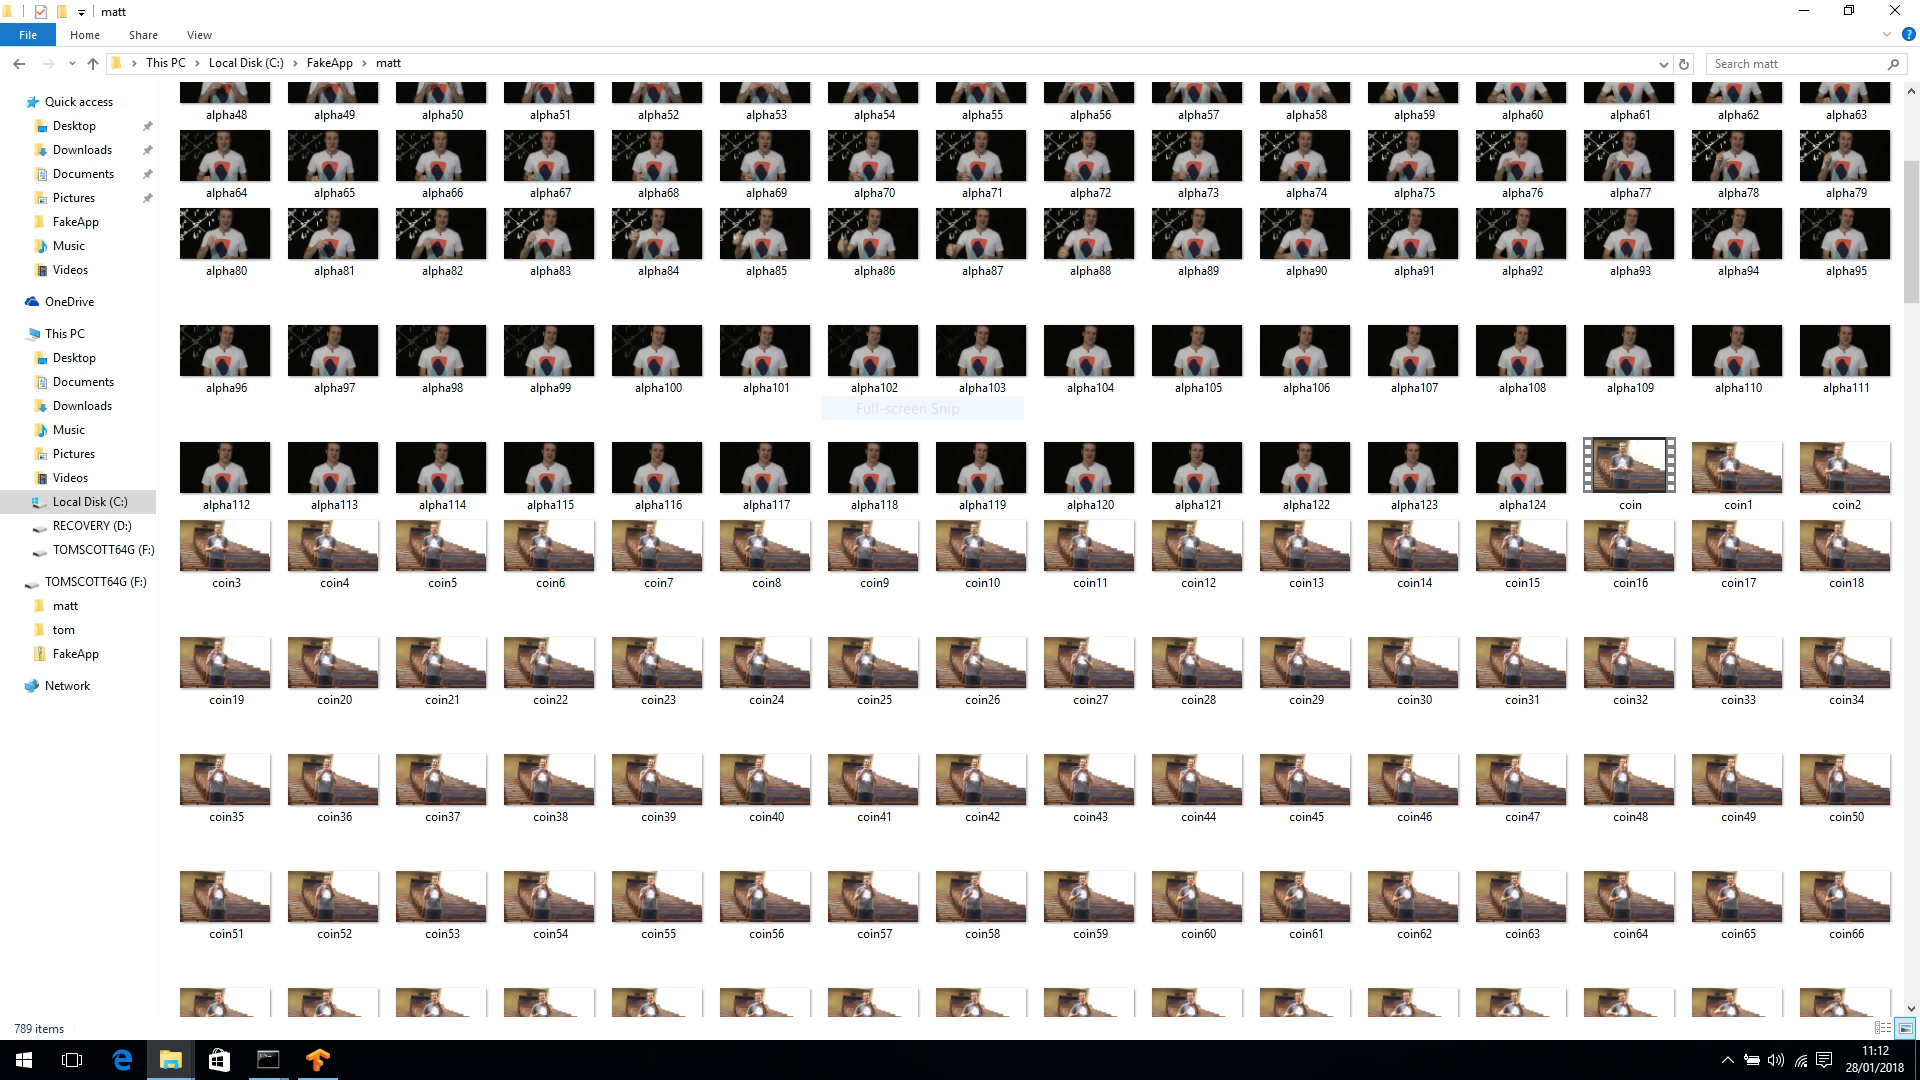 matt
File Home Share View
This PC Local Disk (C:) FakeApp matt
Search matt
Quick access
Desktop
Downloads
Documents
Pictures
FakeApp
Music
Videos
OneDrive
This PC
Desktop
Documents
Downloads
Music
Pictures
Videos
Local Disk (C:)
RECOVERY (D:)
TOMSCOTT64G (F:)
TOMSCOTT64G (F:)
matt
tom
FakeApp
Network
alpha48 alpha49 alpha50 alpha51 alpha52 alpha53 alpha54 alpha55 alpha56 alpha57 alpha58 alpha59 alpha60 alpha61 alpha62 alpha63
alpha64 alpha65 alpha66 alpha67 alpha68 alpha69 alpha70 alpha71 alpha72 alpha73 alpha74 alpha75 alpha76 alpha77 alpha78 alpha79
alpha80 alpha81 alpha82 alpha83 alpha84 alpha85 alpha86 alpha87 alpha88 alpha89 alpha90 alpha91 alpha92 alpha93 alpha94 alpha95
alpha96 alpha97 alpha98 alpha99 alpha100 alpha101 alpha102 alpha103 alpha104 alpha105 alpha106 alpha107 alpha108 alpha109 alpha110 alpha111
Full-screen Snip
alpha112 alpha113 alpha114 alpha115 alpha116 alpha117 alpha118 alpha119 alpha120 alpha121 alpha122 alpha123 alpha124 coin coin1 coin2
coin3 coin4 coin5 coin6 coin7 coin8 coin9 coin10 coin11 coin12 coin13 coin14 coin15 coin16 coin17 coin18
coin19 coin20 coin21 coin22 coin23 coin24 coin25 coin26 coin27 coin28 coin29 coin30 coin31 coin32 coin33 coin34
coin35 coin36 coin37 coin38 coin39 coin40 coin41 coin42 coin43 coin44 coin45 coin46 coin47 coin48 coin49 coin50
coin51 coin52 coin53 coin54 coin55 coin56 coin57 coin58 coin59 coin60 coin61 coin62 coin63 coin64 coin65 coin66
789 items
11:12
28/01/2018